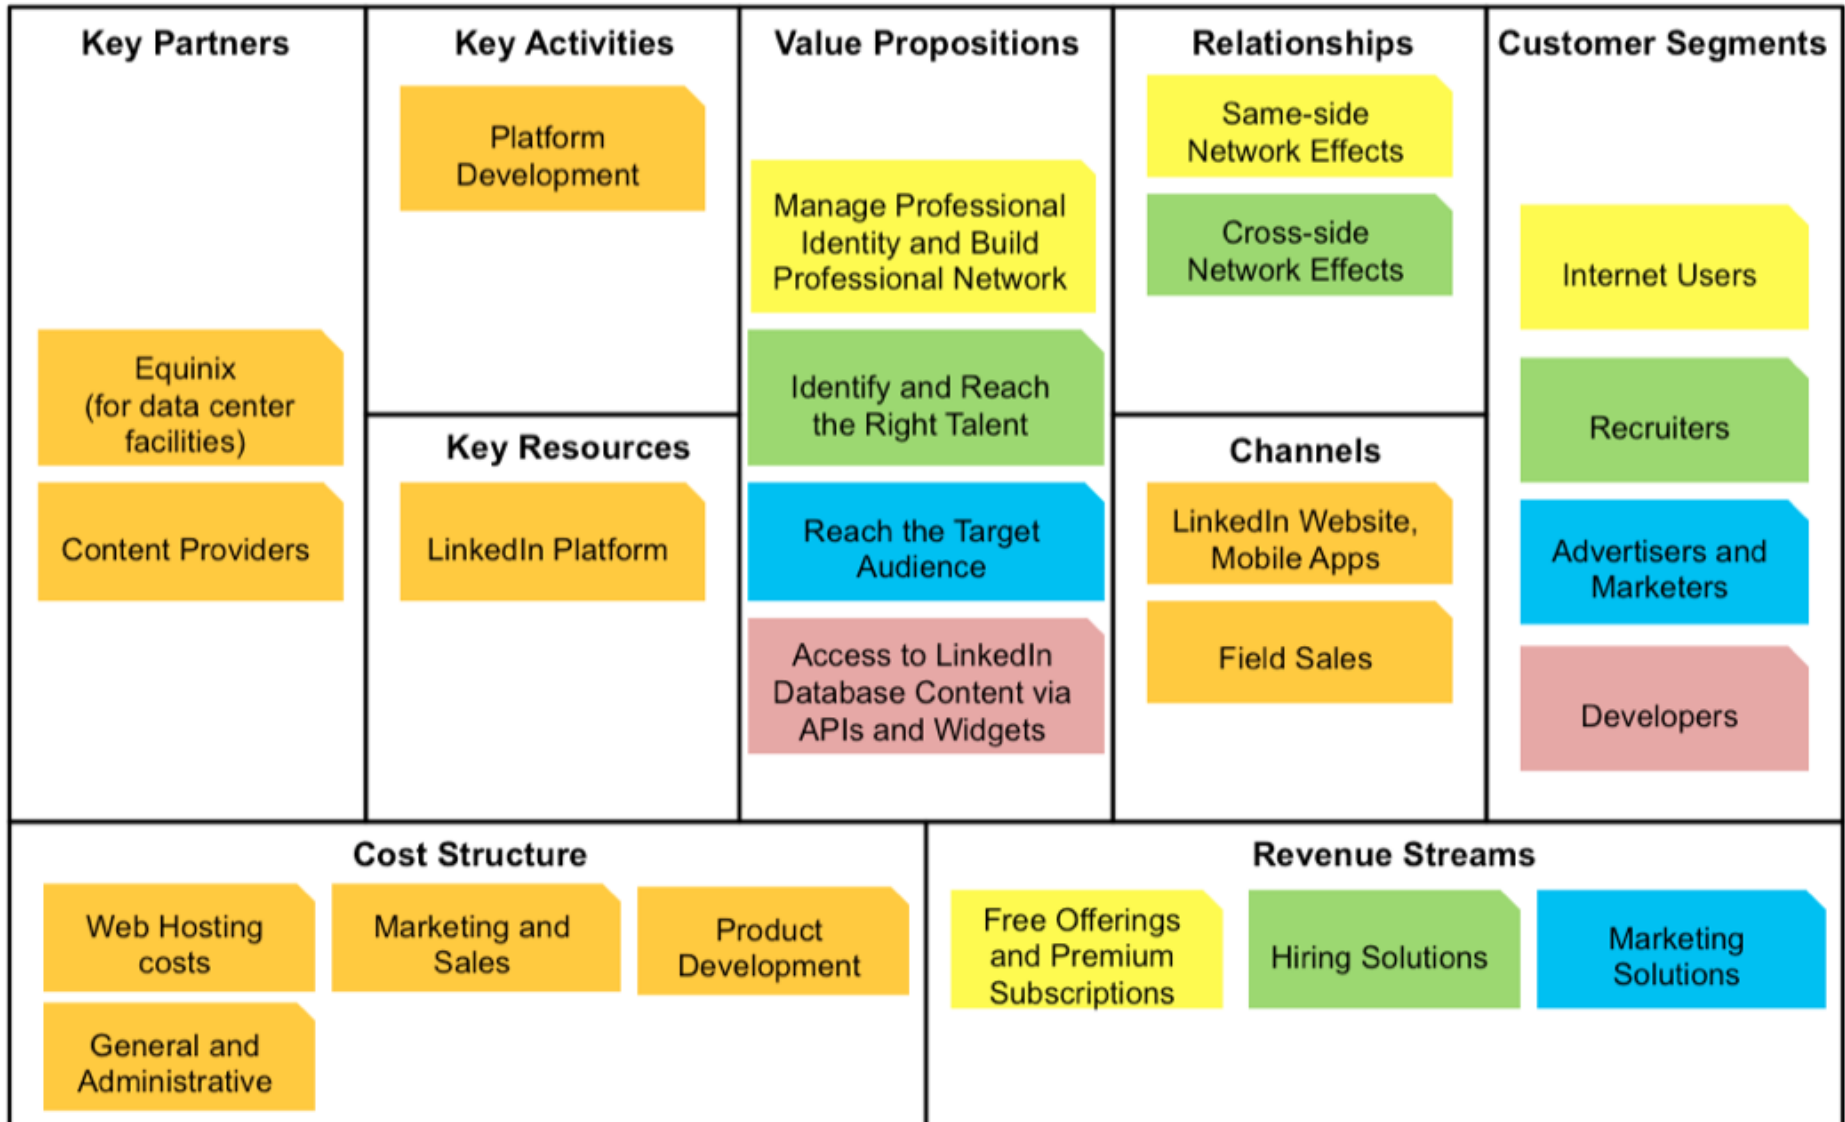 Key Partners
Equinix
(for data center
facilities)
Content Providers
Key Activities
Platform
Development
Key Resources
LinkedIn Platform
Value Propositions
Manage Professional
Identity and Build
Professional Network
Identify and Reach
the Right Talent
Reach the Target
Audience
Access to LinkedIn
Database Content via
APIs and Widgets
Relationships
Same-side
Network Effects
Cross-side
Network Effects
Channels
LinkedIn Website,
Mobile Apps
Field Sales
Customer Segments
Internet Users
Recruiters
Advertisers and
Marketers
Developers
Cost Structure
Web Hosting
costs
Marketing and
Sales
Product
Development
General and
Administrative
Revenue Streams
Free Offerings
and Premium
Subscriptions
Hiring Solutions
Marketing
Solutions